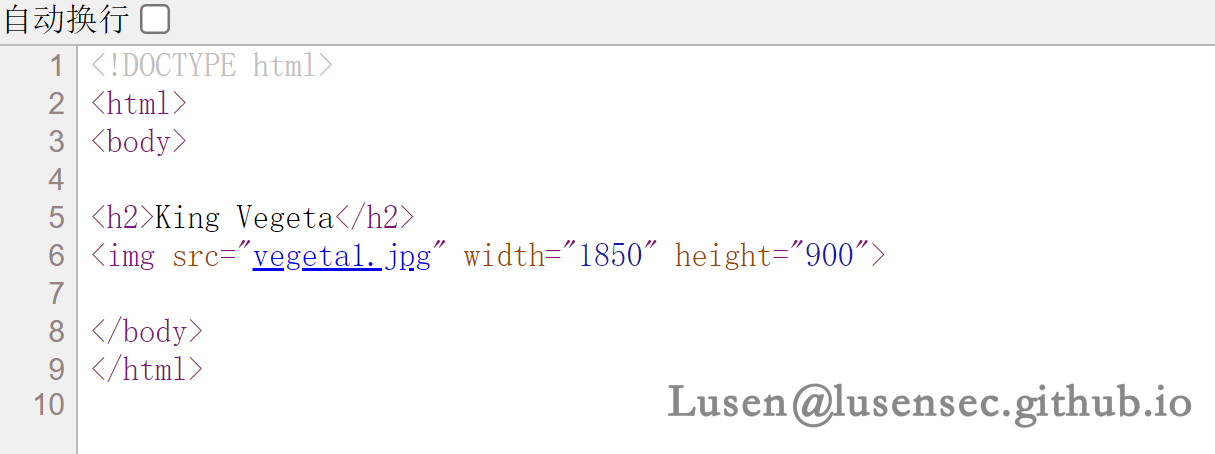 自动换行
1 <!DOCTYPE html>
2 <html>
3 <body>
4
5 <h2>King Vegeta</h2>
6 <img src="vegeta1.jpg" width="1850" height="900">
7
8 </body>
9 </html>
10
Lusen@lusensec.github.io